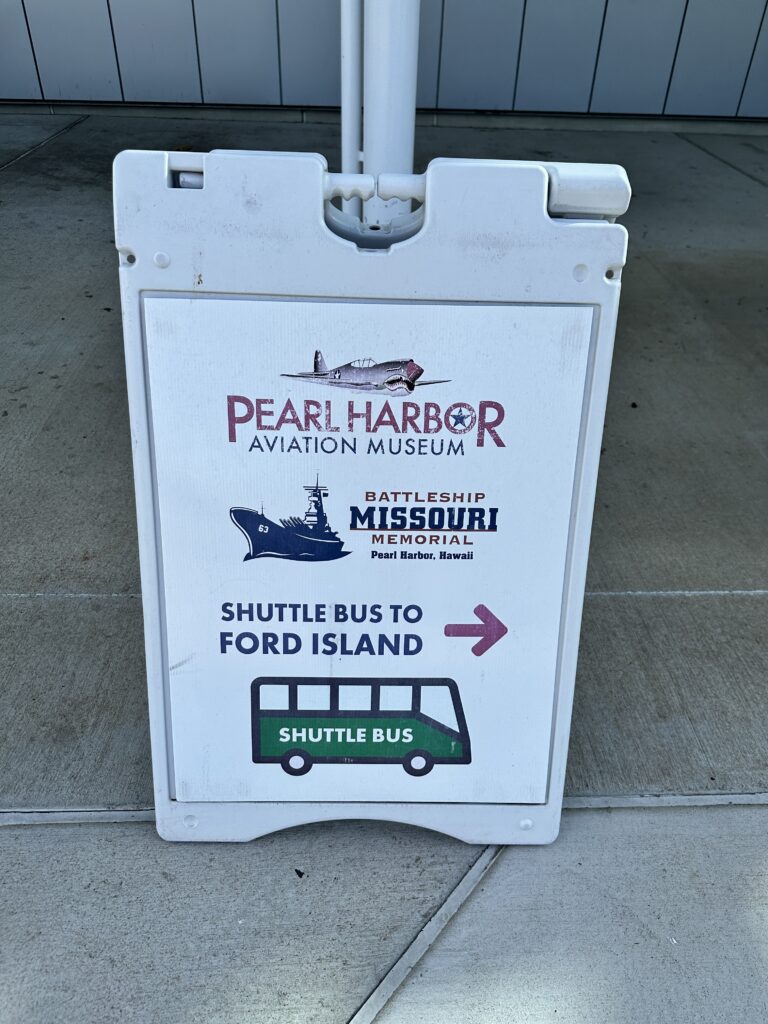 PEARL HARBOR
AVIATION MUSEUM
63
BATTLESHIP
MISSOURI
MEMORIAL
Pearl Harbor, Hawaii
SHUTTLE BUS TO
FORD ISLAND
SHUTTLE BUS